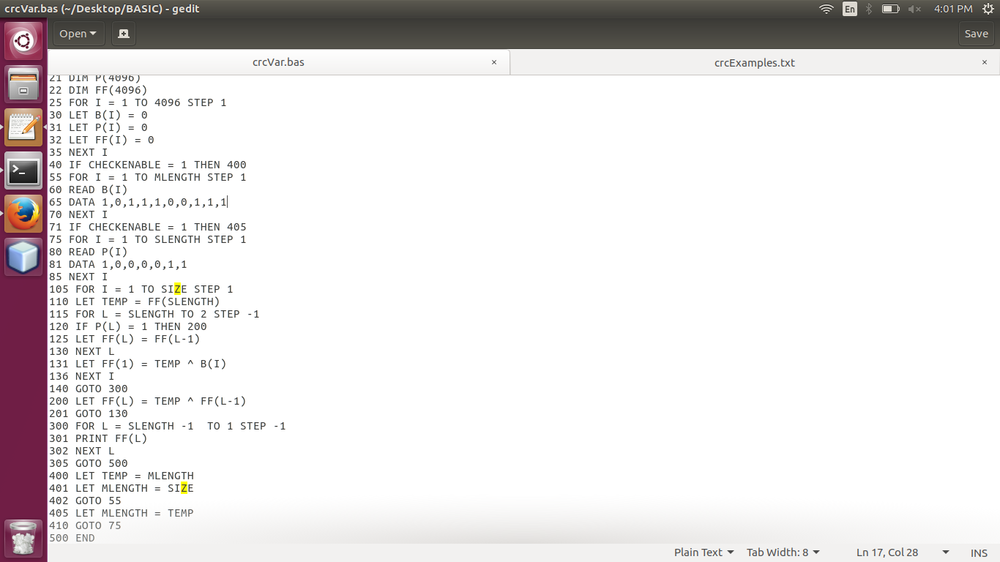 crcVar.bas (~/Desktop/BASIC) - gedit
En
4:01 PM
Open
Save
crcVar.bas ×
crcExamples.txt ×
21 DIM P(4096)
22 DIM FF(4096)
25 FOR I = 1 TO 4096 STEP 1
30 LET B(I) = 0
31 LET P(I) = 0
32 LET FF(I) = 0
35 NEXT I
40 IF CHECKENABLE = 1 THEN 400
55 FOR I = 1 TO MLENGTH STEP 1
60 READ B(I)
65 DATA 1,0,1,1,1,0,0,1,1,1
70 NEXT I
71 IF CHECKENABLE = 1 THEN 405
75 FOR I = 1 TO SLENGTH STEP 1
80 READ P(I)
81 DATA 1,0,0,0,0,1,1
85 NEXT I
105 FOR I = 1 TO SIZE STEP 1
110 LET TEMP = FF(SLENGTH)
115 FOR L = SLENGTH TO 2 STEP -1
120 IF P(L) = 1 THEN 200
125 LET FF(L) = FF(L-1)
130 NEXT L
131 LET FF(1) = TEMP ^ B(I)
136 NEXT I
140 GOTO 300
200 LET FF(L) = TEMP ^ FF(L-1)
201 GOTO 130
300 FOR L = SLENGTH -1  TO 1 STEP -1
301 PRINT FF(L)
302 NEXT L
305 GOTO 500
400 LET TEMP = MLENGTH
401 LET MLENGTH = SIZE
402 GOTO 55
405 LET MLENGTH = TEMP
410 GOTO 75
500 END
Plain Text
Tab Width: 8
Ln 17, Col 28
INS